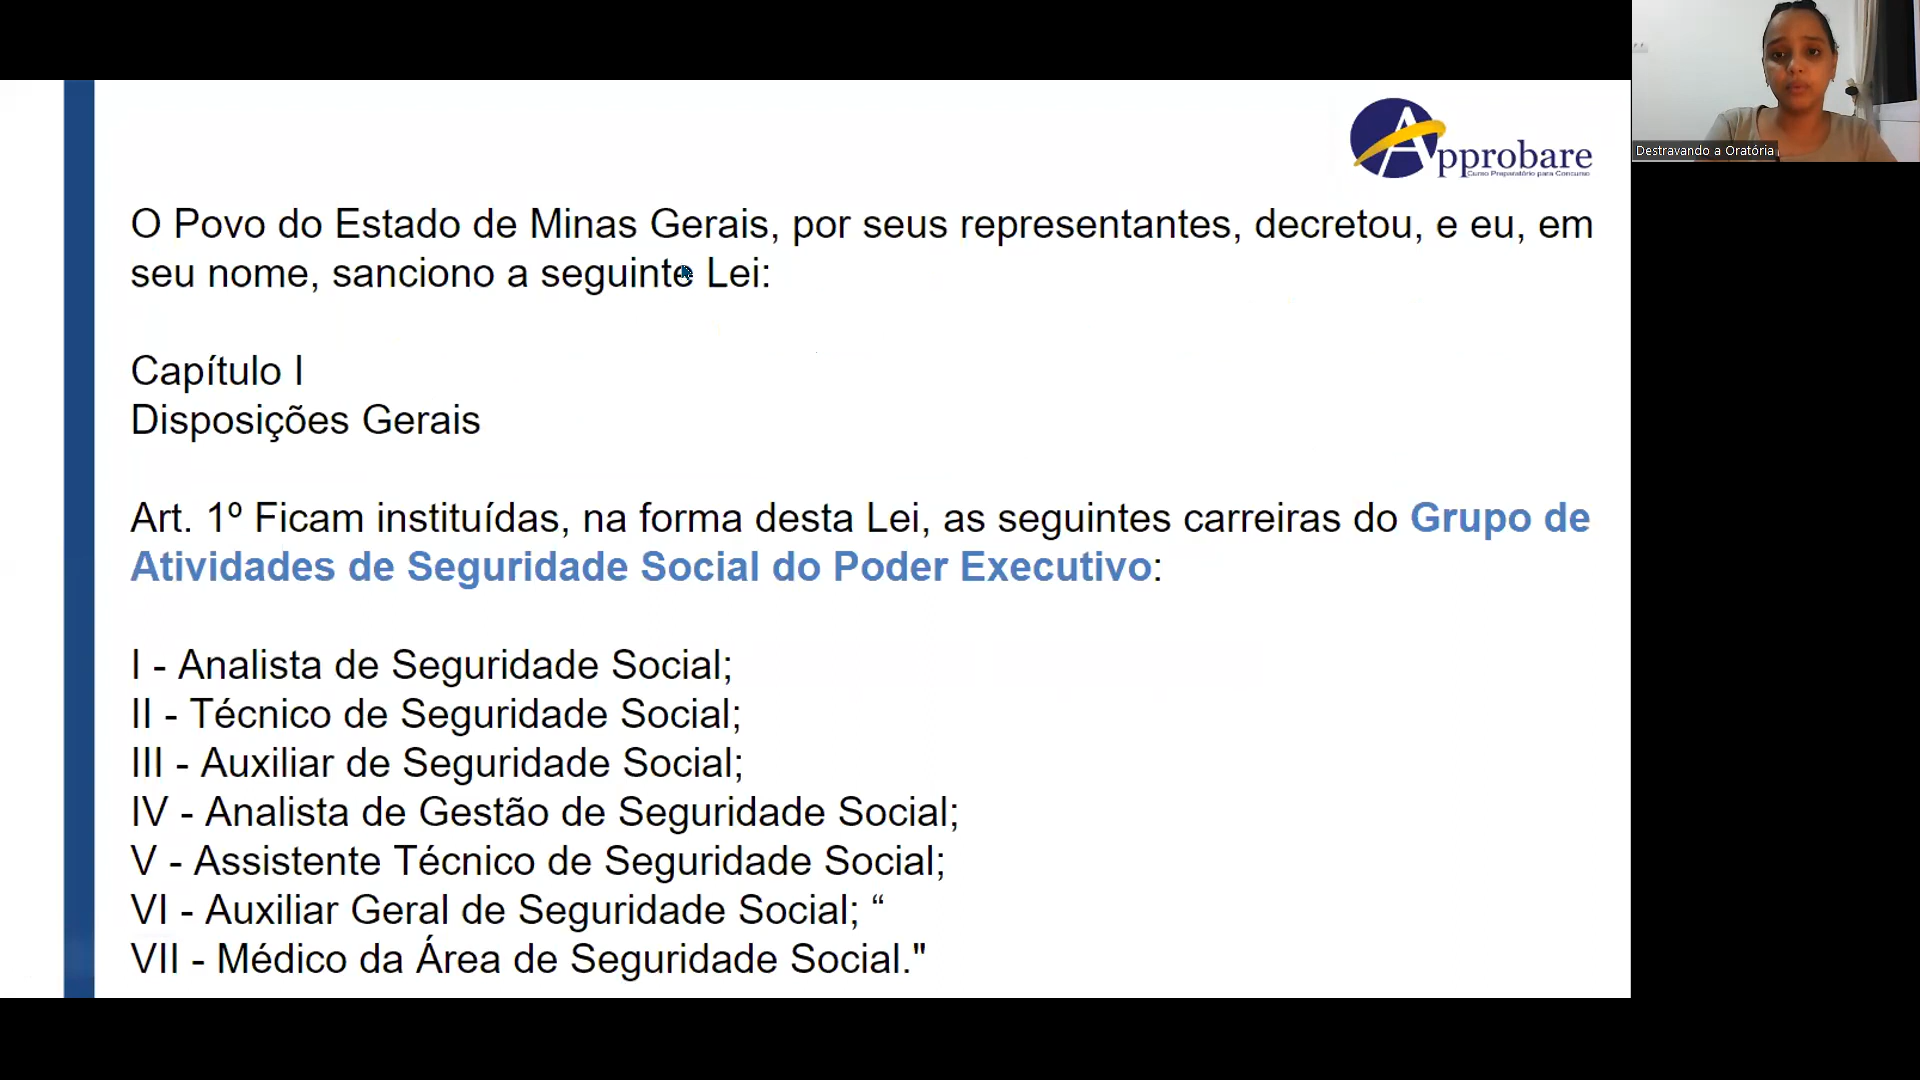 Approbare
Curso Preparatório para Concurso
Destravando a Oratória
O Povo do Estado de Minas Gerais, por seus representantes, decretou, e eu, em
seu nome, sanciono a seguinte Lei:
Capítulo I
Disposições Gerais
Art. 1º Ficam instituídas, na forma desta Lei, as seguintes carreiras do Grupo de
Atividades de Seguridade Social do Poder Executivo:
I - Analista de Seguridade Social;
II - Técnico de Seguridade Social;
III - Auxiliar de Seguridade Social;
IV - Analista de Gestão de Seguridade Social;
V - Assistente Técnico de Seguridade Social;
VI - Auxiliar Geral de Seguridade Social; “
VII - Médico da Área de Seguridade Social."